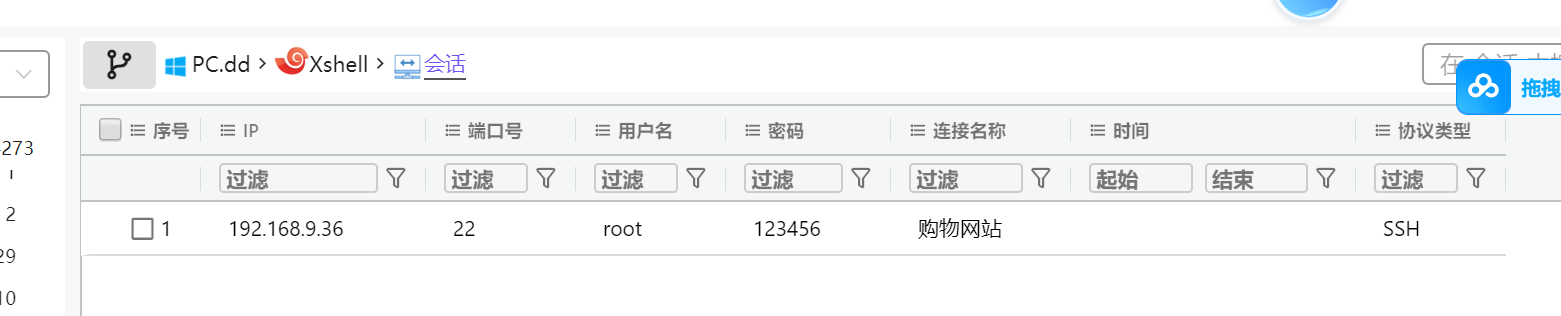 PC.dd > Xshell > 会话
拖拽
序号 IP 端口号 用户名 密码 连接名称 时间 协议类型
过滤 过滤 过滤 过滤 过滤 起始 结束 过滤
1 192.168.9.36 22 root 123456 购物网站 SSH
273
2
29
10